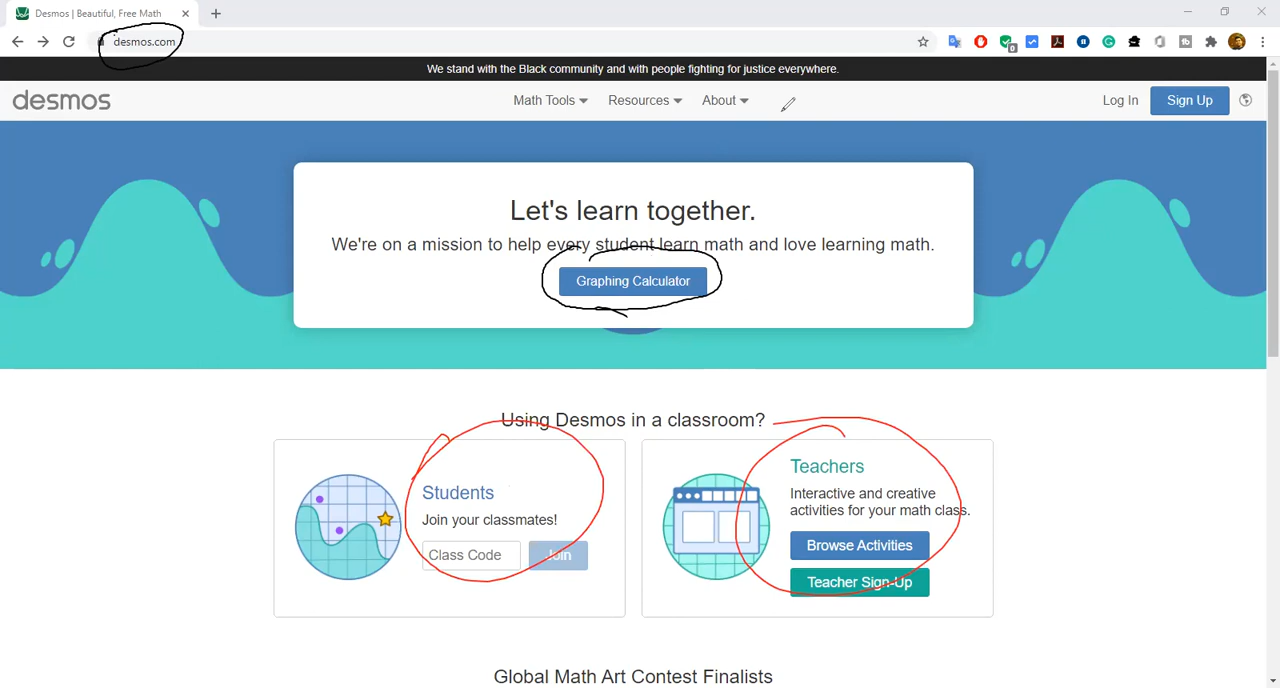 Desmos | Beautiful, Free Math
desmos.com
0
We stand with the Black community and with people fighting for justice everywhere.
desmos
Math Tools Resources About
Log In Sign Up
Let's learn together.
We're on a mission to help every student learn math and love learning math.
Graphing Calculator
Using Desmos in a classroom?
Students
Join your classmates!
Class Code Join
Teachers
Interactive and creative
activities for your math class.
Browse Activities
Teacher Sign-Up
Global Math Art Contest Finalists